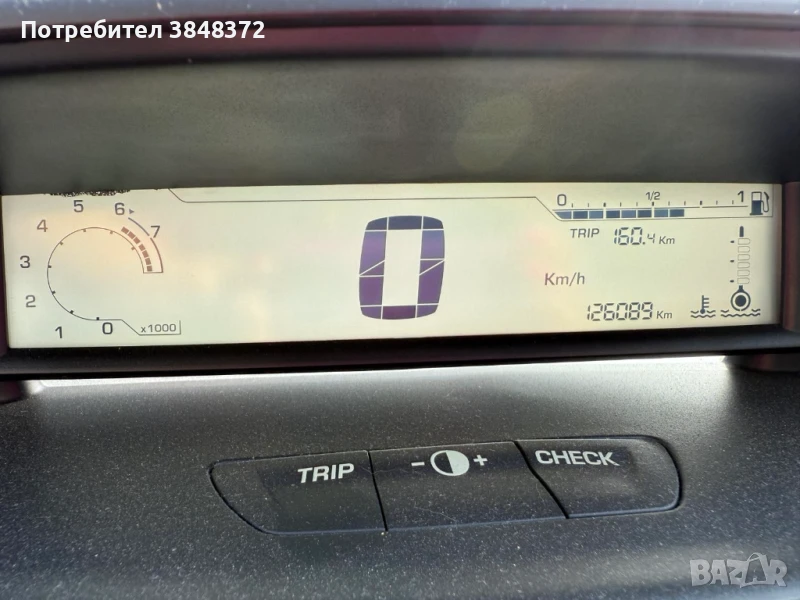 Потребител 3848372
0 1/2 1
5 6 7
4
3
2
1 0 x1000
0
TRIP 160.4 Km
Km/h
126089 Km
TRIP
- +
CHECK
BAZAR